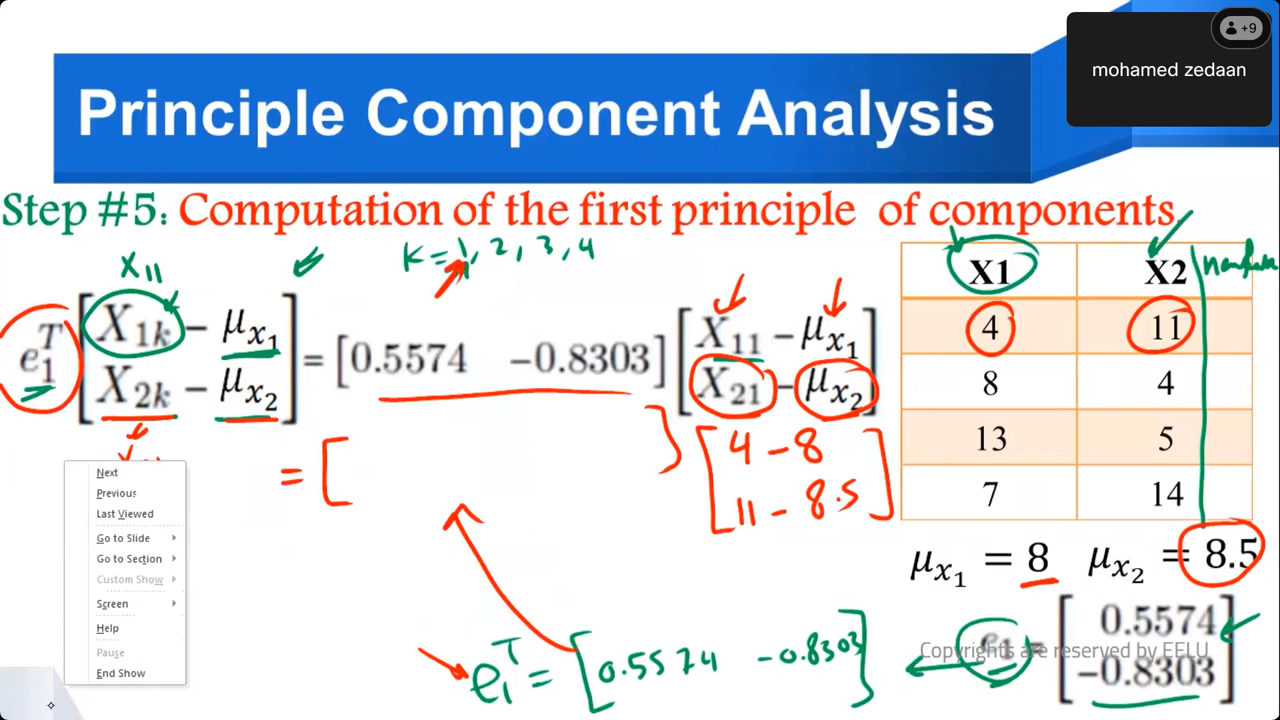 +9
mohamed zedaan
Principle Component Analysis
Step #5: Computation of the first principle of components.
X11
K = 1, 2, 3, 4
e1^T [X1k − μx1
X2k − μx2] = [0.5574 −0.8303] [X11 − μx1
X21 − μx2]
= [ ] [4 − 8
11 − 8.5]
X1 X2
4 11
8 4
13 5
7 14
μx1 = 8 μx2 = 8.5
e1^T = [0.5574 −0.8303]
e1 = [0.5574
−0.8303]
Copyrights are reserved by EELU
Next
Previous
Last Viewed
Go to Slide
Go to Section
Custom Show
Screen
Help
Pause
End Show